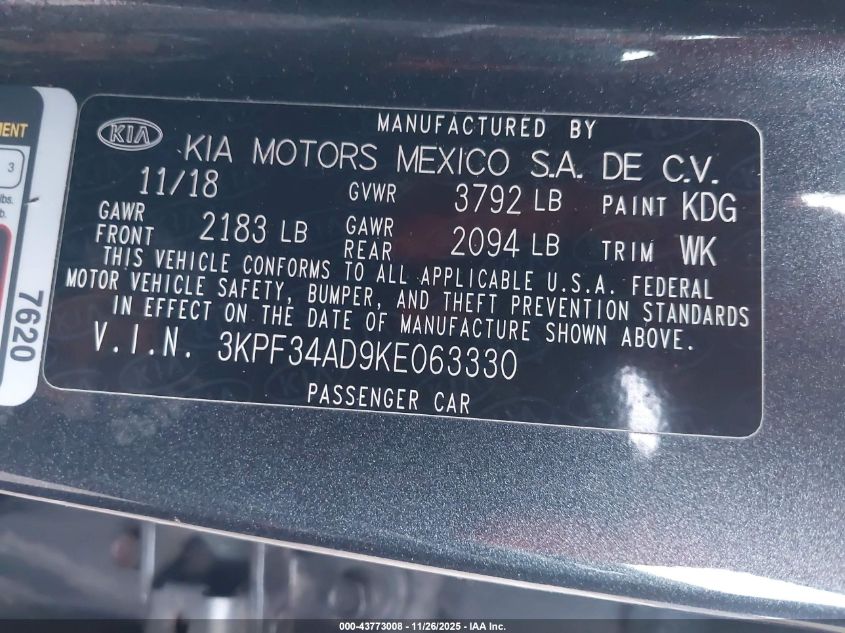 MENT
3
lbs.
b.
7620
KIA
MANUFACTURED BY
KIA MOTORS MEXICO S.A. DE C.V.
11/18 GVWR 3792 LB PAINT KDG
GAWR FRONT 2183 LB GAWR REAR 2094 LB TRIM WK
THIS VEHICLE CONFORMS TO ALL APPLICABLE U.S.A. FEDERAL
MOTOR VEHICLE SAFETY, BUMPER, AND THEFT PREVENTION STANDARDS
IN EFFECT ON THE DATE OF MANUFACTURE SHOWN ABOVE.
V.I.N. 3KPF34AD9KE063330
PASSENGER CAR
000-43773008 - 11/26/2025 - IAA Inc.